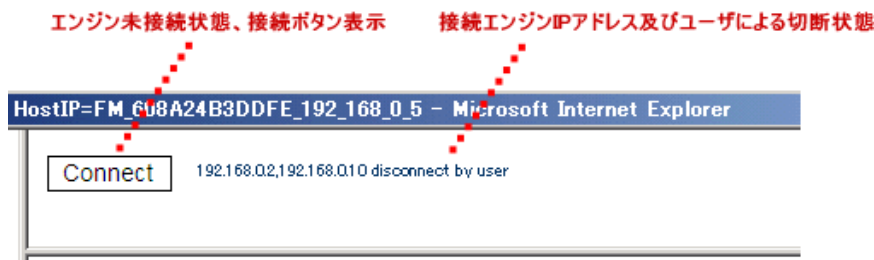 エンジン未接続状態、接続ボタン表示
接続エンジンIPアドレス及びユーザによる切断状態
HostIP=FM_608A24B3DDFE_192_168_0_5 - Microsoft Internet Explorer
Connect
192.168.0.2,192.168.0.10 disconnect by user